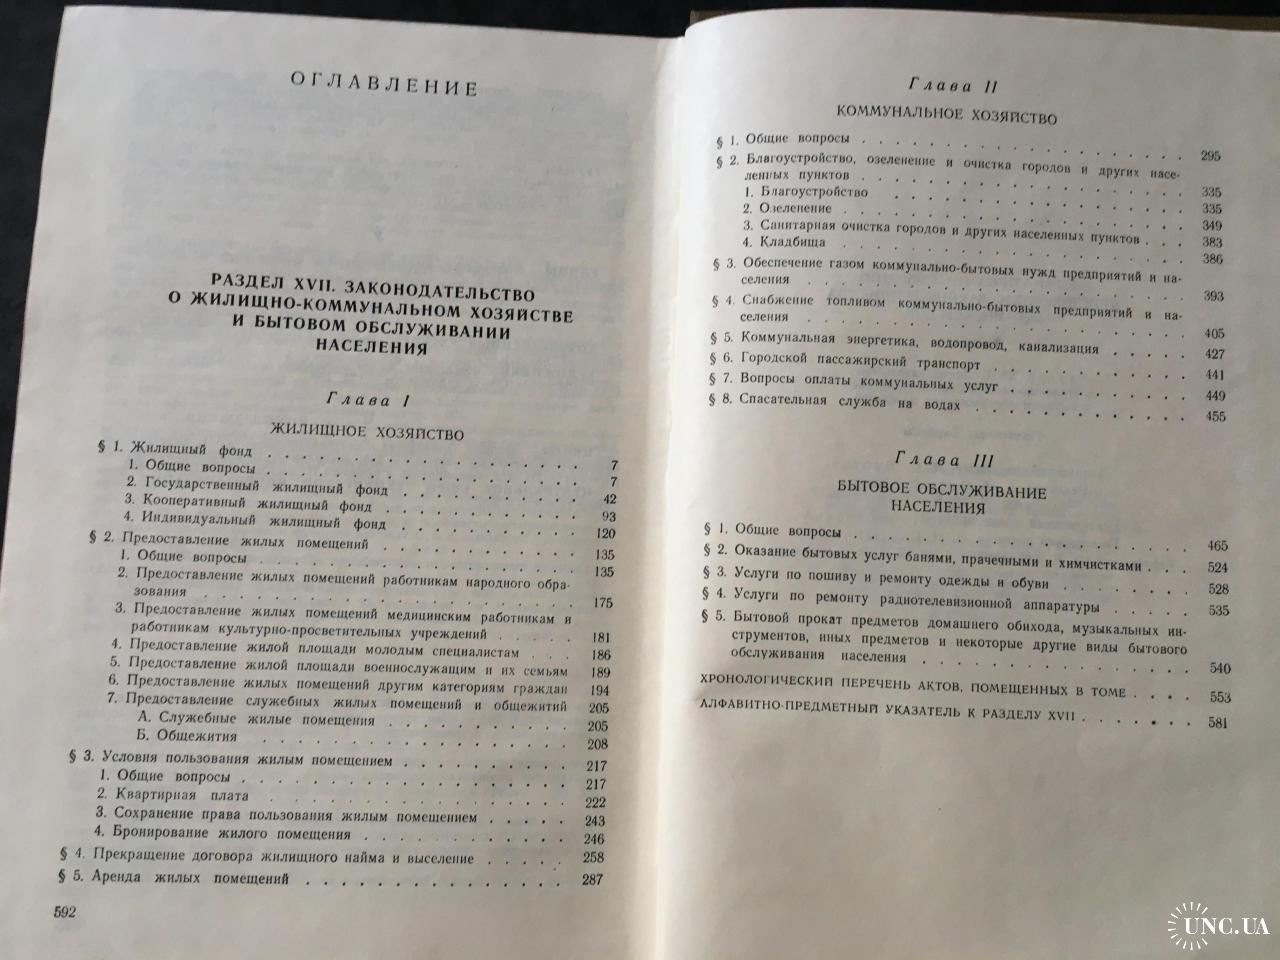 ОГЛАВЛЕНИЕ
РАЗДЕЛ XVII. ЗАКОНОДАТЕЛЬСТВО
О ЖИЛИЩНО-КОММУНАЛЬНОМ ХОЗЯЙСТВЕ
И БЫТОВОМ ОБСЛУЖИВАНИИ
НАСЕЛЕНИЯ
Глава I
ЖИЛИЩНОЕ ХОЗЯЙСТВО
§ 1. Жилищный фонд . . . . . . . . . . . . . . . . 7
1. Общие вопросы . . . . . . . . . . . . . . . . 7
2. Государственный жилищный фонд . . . . . . . . . 42
3. Кооперативный жилищный фонд . . . . . . . . . . 93
4. Индивидуальный жилищный фонд . . . . . . . . . 120
§ 2. Предоставление жилых помещений . . . . . . . . . . 135
1. Общие вопросы . . . . . . . . . . . . . . . . 135
2. Предоставление жилых помещений работникам народного обра-
зования . . . . . . . . . . . . . . . . . . 175
3. Предоставление жилых помещений медицинским работникам и
работникам культурно-просветительных учреждений . . . . 181
4. Предоставление жилой площади молодым специалистам . . . 186
5. Предоставление жилой площади военнослужащим и их семьям 189
6. Предоставление жилых помещений другим категориям граждан 194
7. Предоставление служебных жилых помещений и общежитий 205
А. Служебные жилые помещения . . . . . . . . . . 205
Б. Общежития . . . . . . . . . . . . . . . . 208
§ 3. Условия пользования жилым помещением . . . . . . . . 217
1. Общие вопросы . . . . . . . . . . . . . . . . 217
2. Квартирная плата . . . . . . . . . . . . . . . 222
3. Сохранение права пользования жилым помещением . . . . . 243
4. Бронирование жилого помещения . . . . . . . . . . 246
§ 4. Прекращение договора жилищного найма и выселение . . . . . 258
§ 5. Аренда жилых помещений . . . . . . . . . . . . . . 287
592
Глава II
КОММУНАЛЬНОЕ ХОЗЯЙСТВО
§ 1. Общие вопросы . . . . . . . . . . . . . . . . . 295
§ 2. Благоустройство, озеленение и очистка городов и других насе-
ленных пунктов . . . . . . . . . . . . . . . . . 335
1. Благоустройство . . . . . . . . . . . . . . . 335
2. Озеленение . . . . . . . . . . . . . . . . . 349
3. Санитарная очистка городов и других населенных пунктов . . . 383
4. Кладбища . . . . . . . . . . . . . . . . . . 386
§ 3. Обеспечение газом коммунально-бытовых нужд предприятий и на-
селения . . . . . . . . . . . . . . . . . . . 393
§ 4. Снабжение топливом коммунально-бытовых предприятий и на-
селения . . . . . . . . . . . . . . . . . . . 405
§ 5. Коммунальная энергетика, водопровод, канализация . . . . . 427
§ 6. Городской пассажирский транспорт . . . . . . . . . . 441
§ 7. Вопросы оплаты коммунальных услуг . . . . . . . . . . 449
§ 8. Спасательная служба на водах . . . . . . . . . . . . 455
Глава III
БЫТОВОЕ ОБСЛУЖИВАНИЕ
НАСЕЛЕНИЯ
§ 1. Общие вопросы . . . . . . . . . . . . . . . . . 465
§ 2. Оказание бытовых услуг банями, прачечными и химчистками . . . 524
§ 3. Услуги по пошиву и ремонту одежды и обуви . . . . . . . 528
§ 4. Услуги по ремонту радиотелевизионной аппаратуры . . . . . 535
§ 5. Бытовой прокат предметов домашнего обихода, музыкальных ин-
струментов, иных предметов и некоторые другие виды бытового
обслуживания населения . . . . . . . . . . . . . . 540
ХРОНОЛОГИЧЕСКИЙ ПЕРЕЧЕНЬ АКТОВ, ПОМЕЩЕННЫХ В ТОМЕ . . . . 553
АЛФАВИТНО-ПРЕДМЕТНЫЙ УКАЗАТЕЛЬ К РАЗДЕЛУ XVII . . . . . . 581
UNC.UA